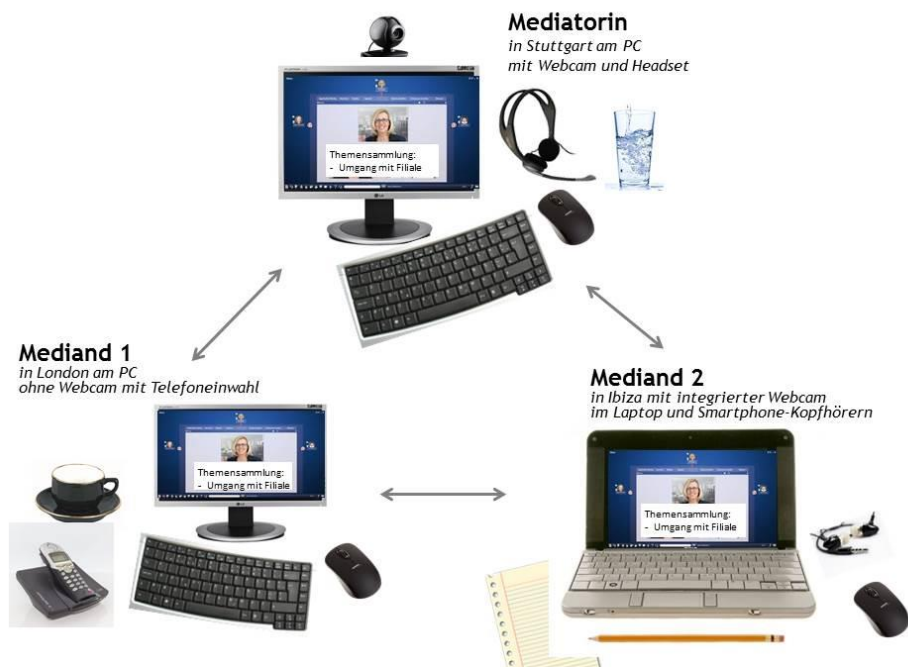 Mediatorin
in Stuttgart am PC
mit Webcam und Headset
Themensammlung:
- Umgang mit Filiale
Mediand 1
in London am PC
ohne Webcam mit Telefoneinwahl
Themensammlung:
- Umgang mit Filiale
Mediand 2
in Ibiza mit integrierter Webcam
im Laptop und Smartphone-Kopfhörern
Themensammlung:
- Umgang mit Filiale